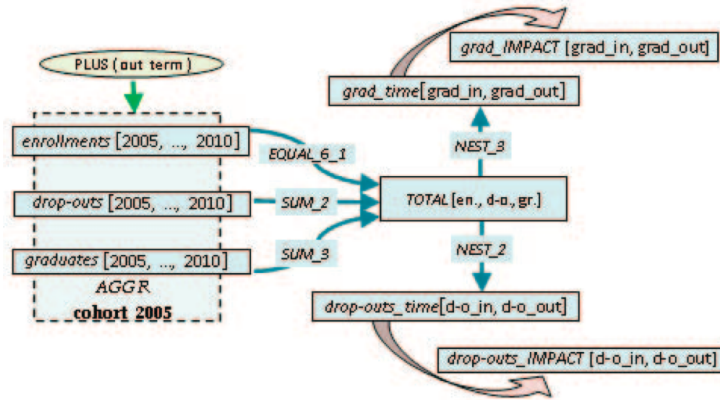 grad_IMPACT [grad_in, grad_out]
PLUS (out term)
grad_time[grad_in, grad_out]
enrollments [2005, ..., 2010]
EQUAL_6_1
NEST_3
drop-outs [2005, ..., 2010]
SUM_2
TOTAL[en., d-o., gr.]
graduates [2005, ..., 2010]
SUM_3
NEST_2
AGGR
cohort 2005
drop-outs_time[d-o_in, d-o_out]
drop-outs_IMPACT [d-o_in, d-o_out]